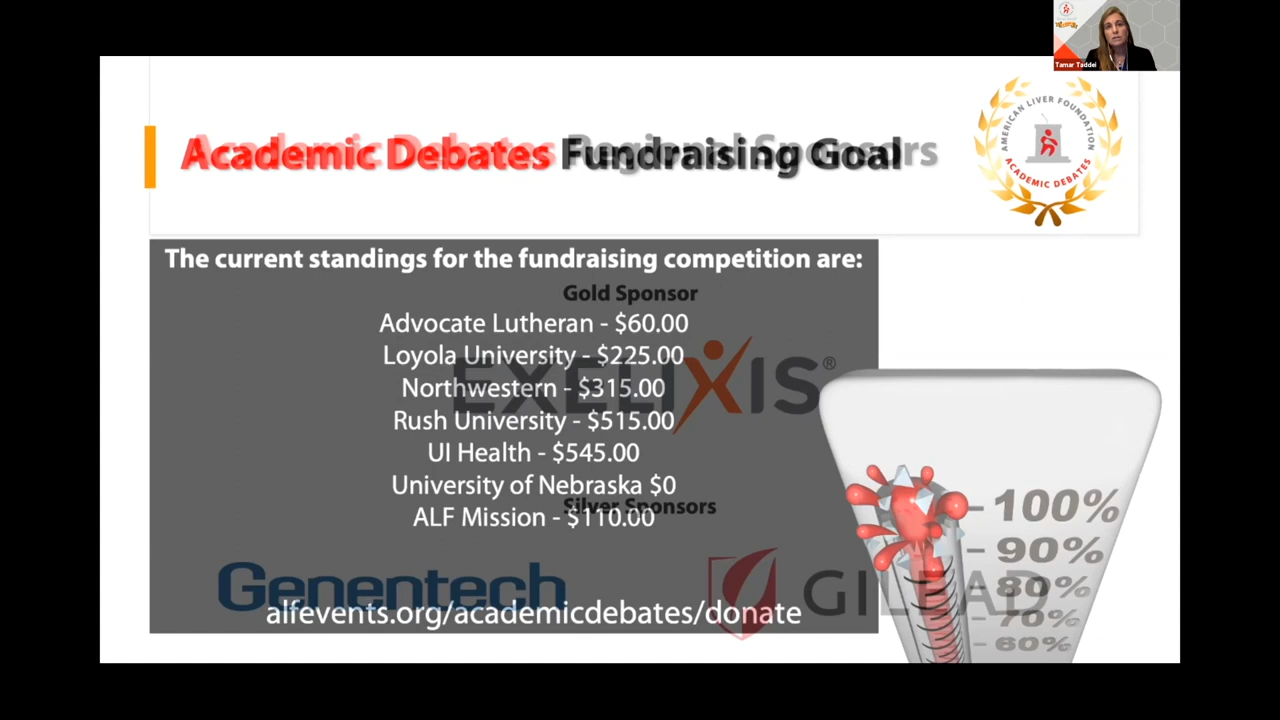 Tamar Taddei
Academic Debates Fundraising Goal
Regional Sponsors
AMERICAN LIVER FOUNDATION
ACADEMIC DEBATES
The current standings for the fundraising competition are:
Gold Sponsor
Advocate Lutheran - $60.00
Loyola University - $225.00
EXELIXIS®
Northwestern - $315.00
Rush University - $515.00
UI Health - $545.00
University of Nebraska $0
Silver Sponsors
ALF Mission - $110.00
Genentech
GILEAD
alfevents.org/academicdebates/donate
100%
90%
80%
70%
60%